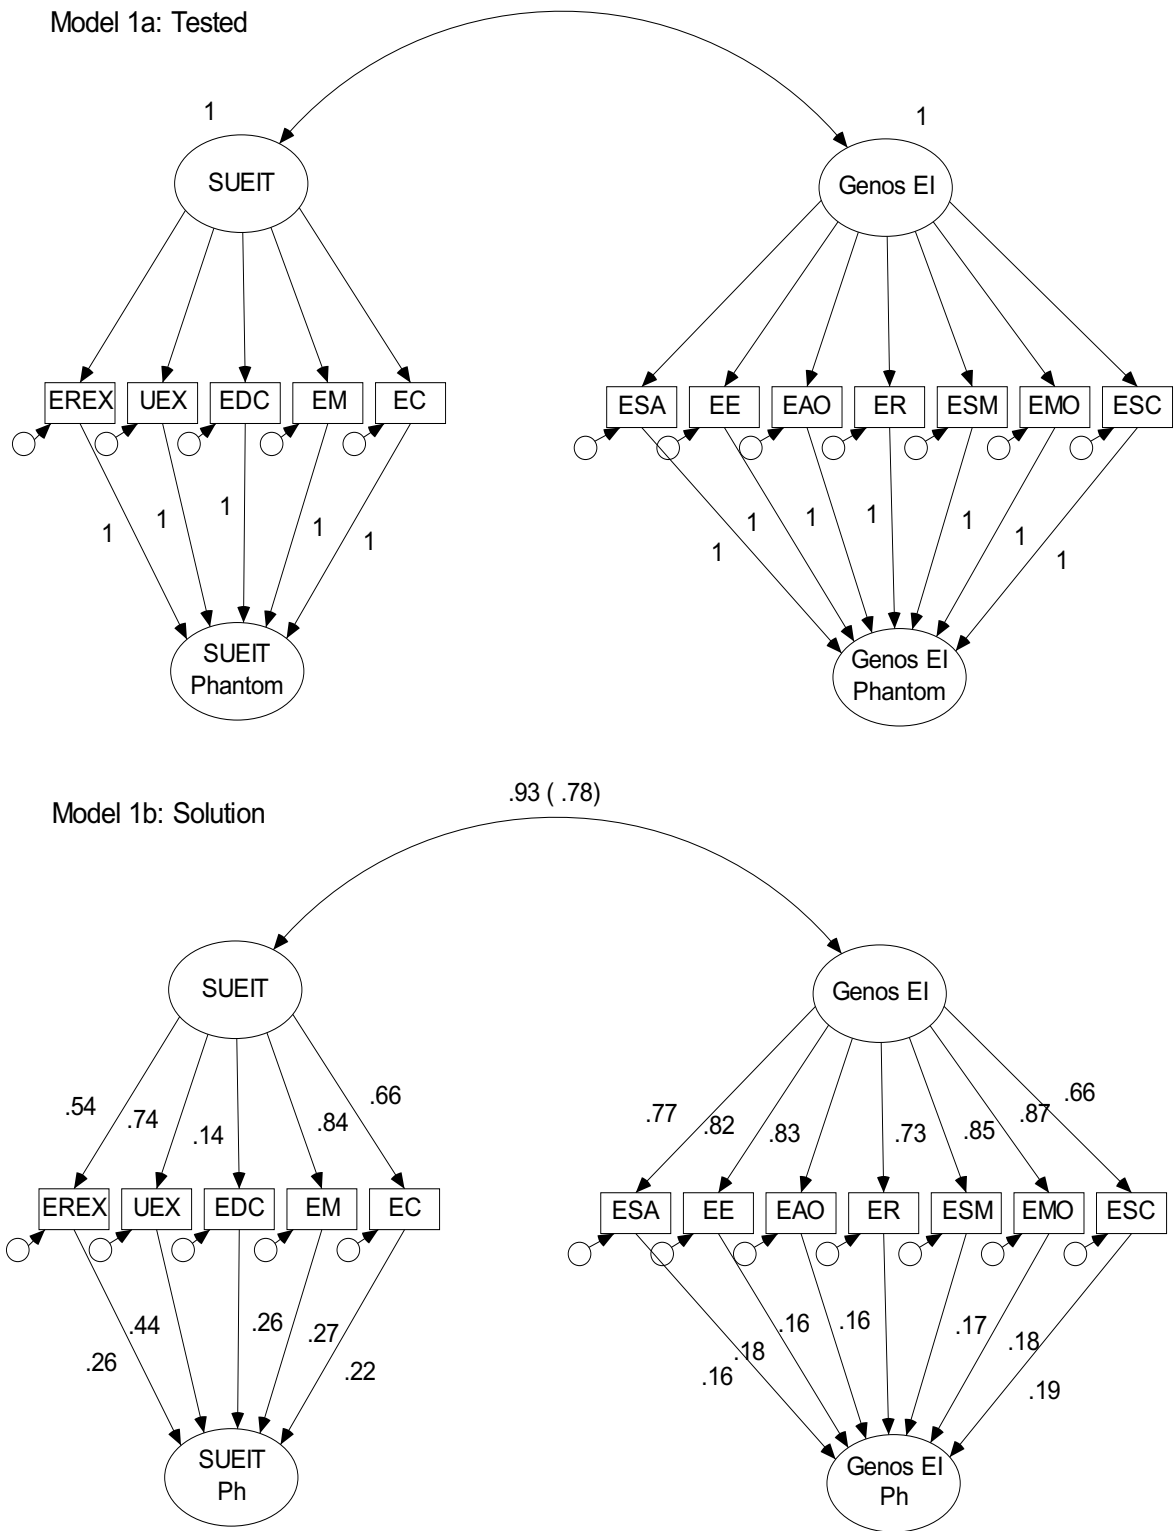 Model 1a: Tested
1
1
SUEIT
Genos EI
EREX UEX EDC EM EC
ESA EE EAO ER ESM EMO ESC
1 1 1 1 1
1 1 1 1 1 1 1
SUEIT
Phantom
Genos EI
Phantom
.93 ( .78)
Model 1b: Solution
SUEIT
Genos EI
.54 .74 .14 .84 .66
.77 .82 .83 .73 .85 .87 .66
EREX UEX EDC EM EC
ESA EE EAO ER ESM EMO ESC
.26 .44 .26 .27 .22
.16 .18 .16 .16 .17 .18 .19
SUEIT
Ph
Genos EI
Ph